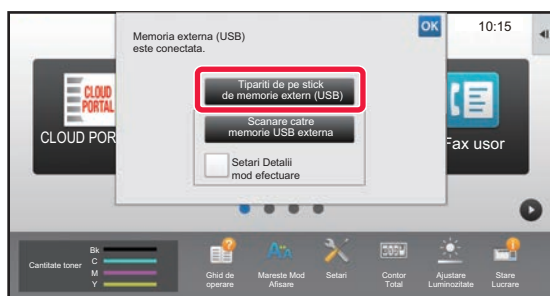 Memoria externa (USB)
este conectata.
OK
10:15
Tipariti de pe stick
de memorie extern (USB)
Scanare catre
memorie USB externa
Setari Detalii
mod efectuare
CLOUD
PORTAL
CLOUD POR
Fax usor
Cantitate toner
Bk
C
M
Y
Ghid de
operare
Mareste Mod
Afisare
Setari
Contor
Total
Ajustare
Luminozitate
Stare
Lucrare